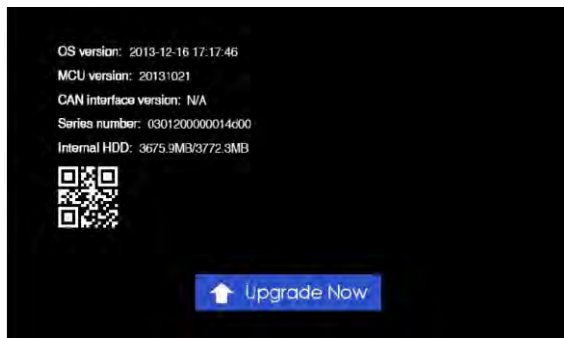 OS version: 2013-12-16 17:17:46
MCU version: 20131021
CAN interface version: N/A
Series number: 0301200000014d00
Internal HDD: 3675.9MB/3772.3MB
Upgrade Now